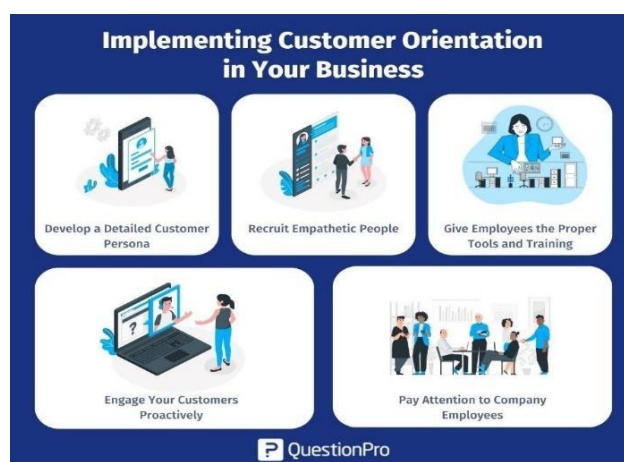 Implementing Customer Orientation
in Your Business
Develop a Detailed Customer
Persona
Recruit Empathetic People
Give Employees the Proper
Tools and Training
?
Engage Your Customers
Proactively
Pay Attention to Company
Employees
QuestionPro